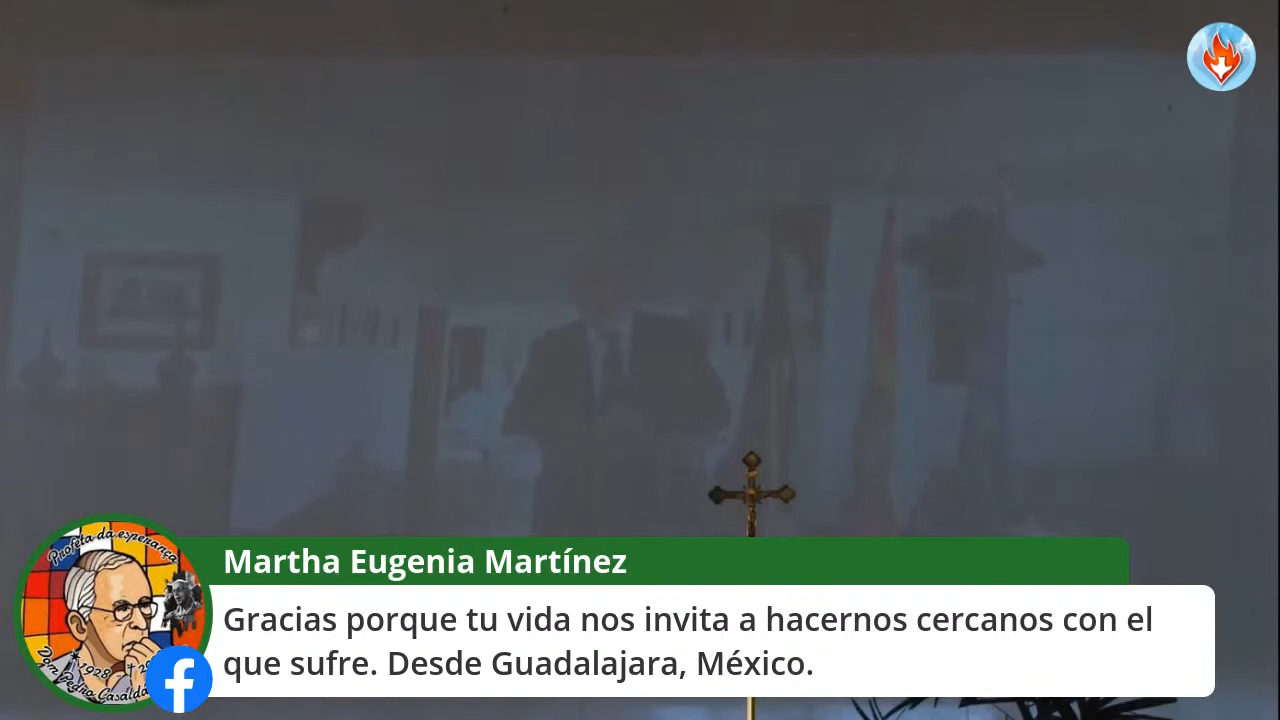 Martha Eugenia Martínez
Gracias porque tu vida nos invita a hacernos cercanos con el
que sufre. Desde Guadalajara, México.
Profeta da esperança
*1928
Dom Pedro Casaldá